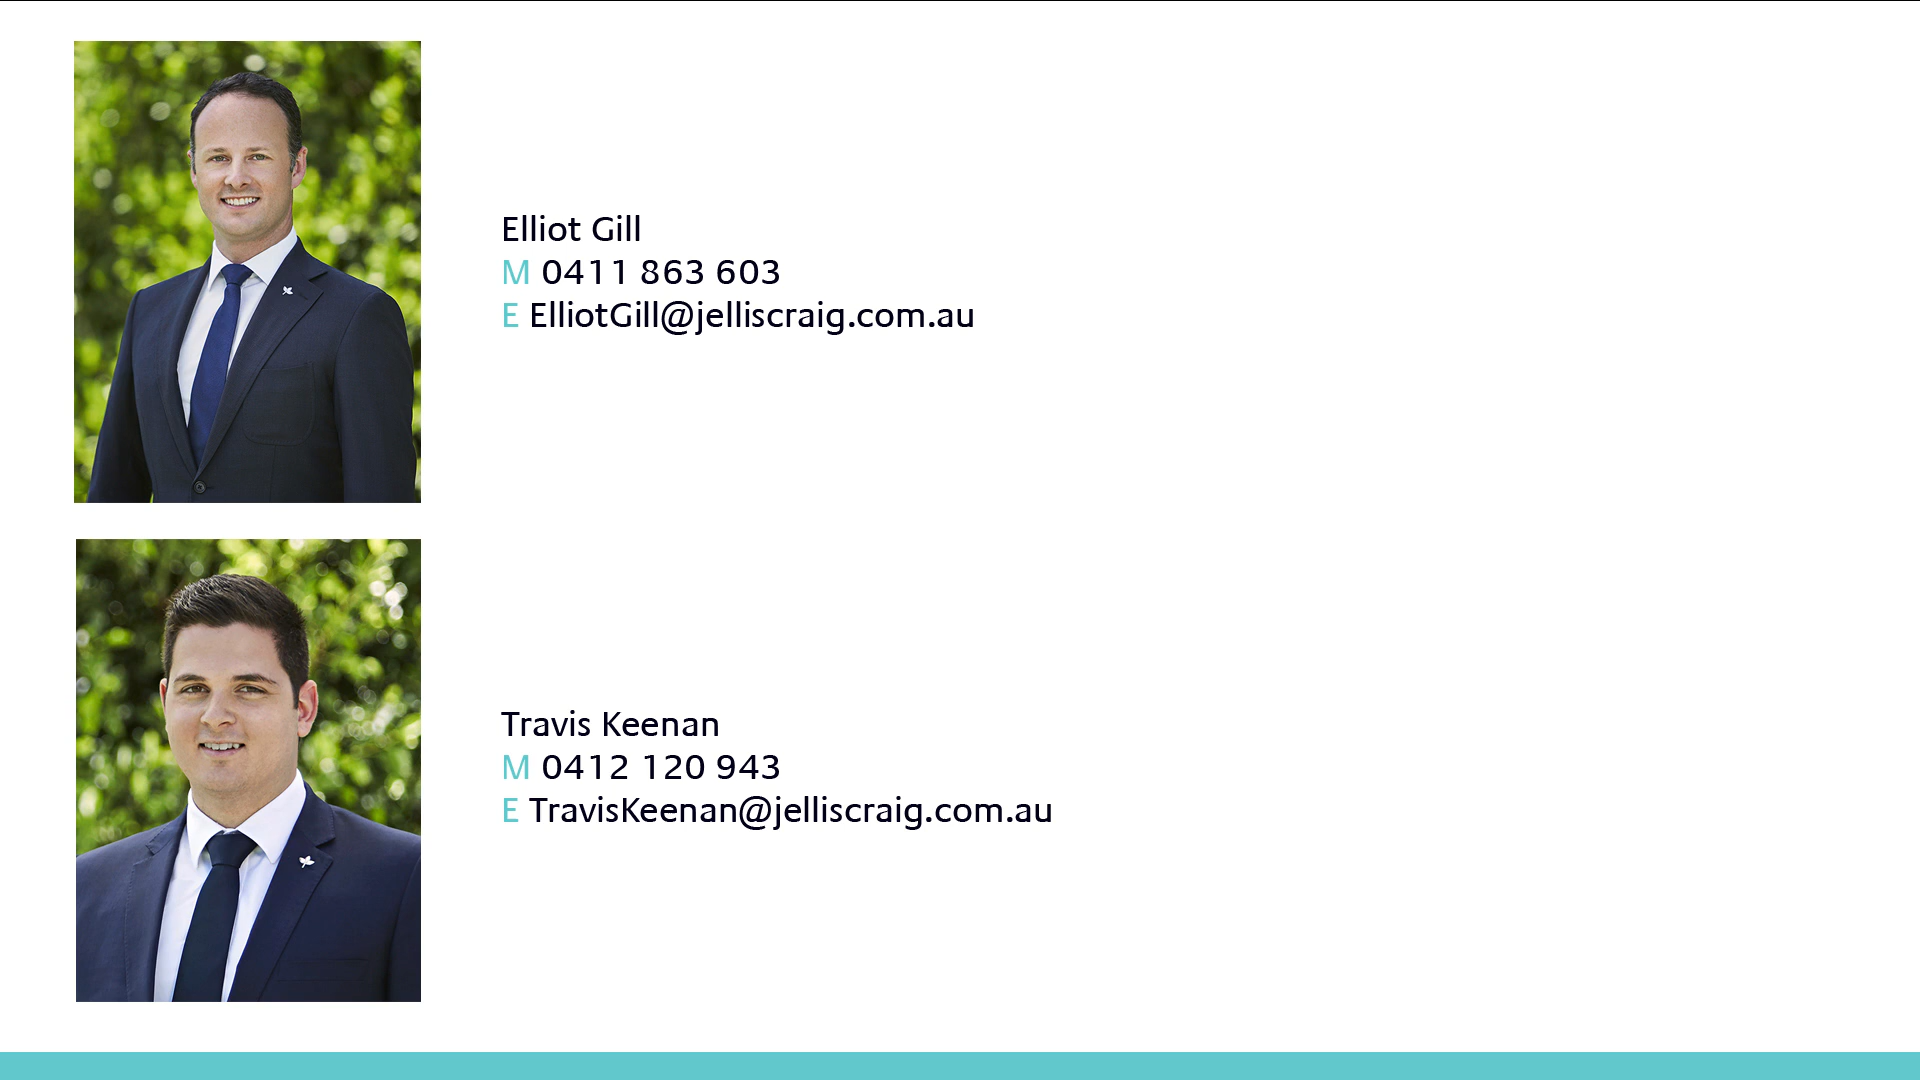 Elliot Gill
M 0411 863 603
E ElliotGill@jelliscraig.com.au
Travis Keenan
M 0412 120 943
E TravisKeenan@jelliscraig.com.au